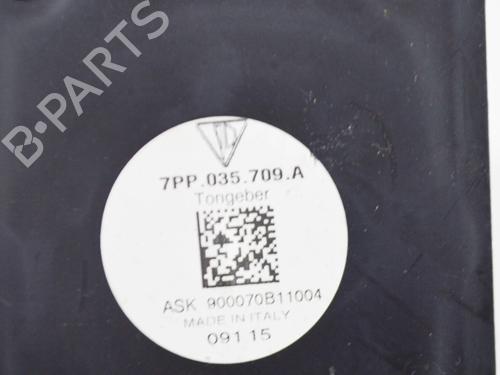 B-PARTS
7PP.035.709.A
Tongeber
ASK 900070B11004
MADE IN ITALY
09115